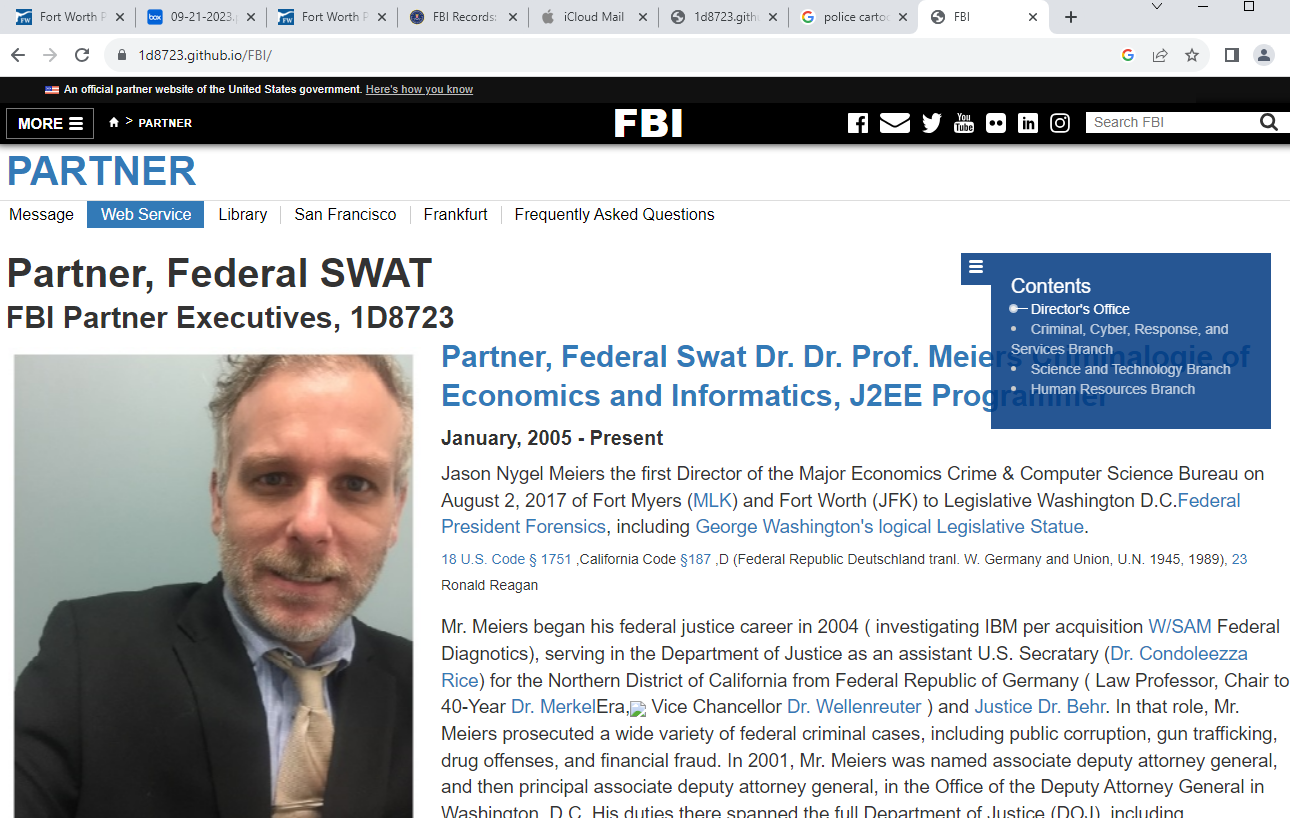 Fort Worth P
09-21-2023.
Fort Worth P
FBI Records:
iCloud Mail
1d8723.gith
police carto
FBI
1d8723.github.io/FBI/
An official partner website of the United States government. Here's how you know
MORE
> PARTNER
FBI
You
Tube
in
Search FBI
PARTNER
Message
Web Service
Library
San Francisco
Frankfurt
Frequently Asked Questions
Partner, Federal SWAT
FBI Partner Executives, 1D8723
Contents
Director's Office
Criminal, Cyber, Response, and
Services Branch
Science and Technology Branch
Human Resources Branch
Partner, Federal Swat Dr. Dr. Prof. Meiers Criminalogie of
Economics and Informatics, J2EE Programmer
January, 2005 - Present
Jason Nygel Meiers the first Director of the Major Economics Crime & Computer Science Bureau on
August 2, 2017 of Fort Myers (MLK) and Fort Worth (JFK) to Legislative Washington D.C.Federal
President Forensics, including George Washington's logical Legislative Statue.
18 U.S. Code § 1751 ,California Code §187 ,D (Federal Republic Deutschland tranl. W. Germany and Union, U.N. 1945, 1989), 23
Ronald Reagan
Mr. Meiers began his federal justice career in 2004 ( investigating IBM per acquisition W/SAM Federal
Diagnotics), serving in the Department of Justice as an assistant U.S. Secratary (Dr. Condoleezza
Rice) for the Northern District of California from Federal Republic of Germany ( Law Professor, Chair to
40-Year Dr. MerkelEra, Vice Chancellor Dr. Wellenreuter ) and Justice Dr. Behr. In that role, Mr.
Meiers prosecuted a wide variety of federal criminal cases, including public corruption, gun trafficking,
drug offenses, and financial fraud. In 2001, Mr. Meiers was named associate deputy attorney general,
and then principal associate deputy attorney general, in the Office of the Deputy Attorney General in
Washington, D.C. His duties there spanned the full Department of Justice (DOJ), including